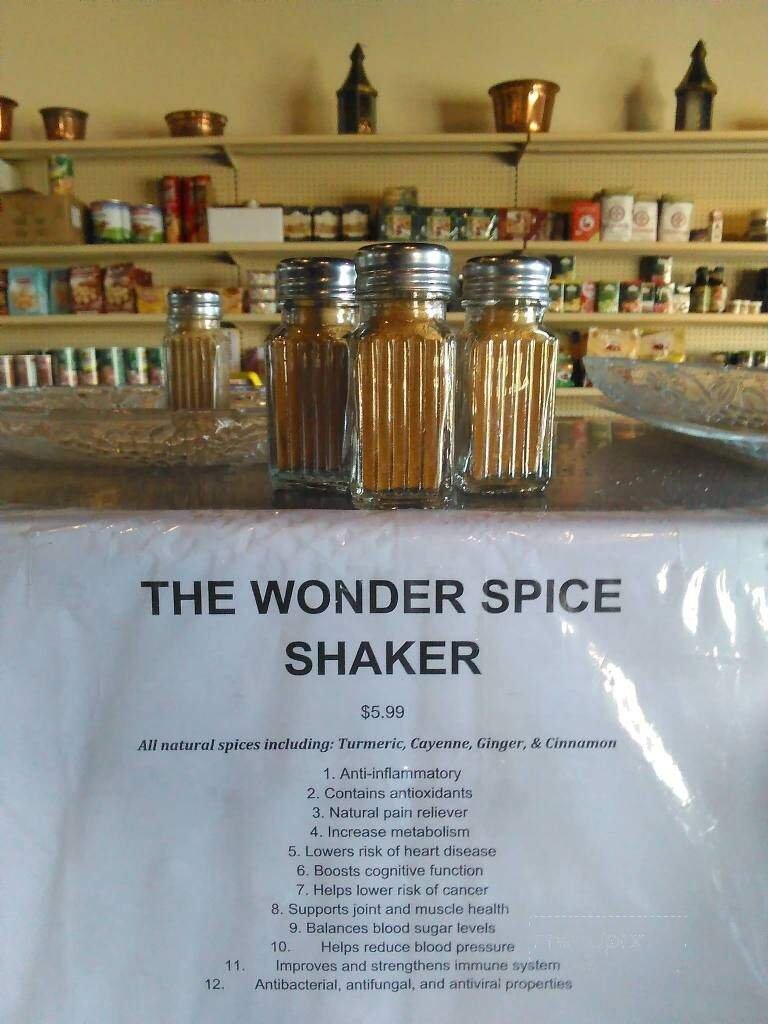 THE WONDER SPICE
SHAKER
$5.99
All natural spices including: Turmeric, Cayenne, Ginger, & Cinnamon
1. Anti-inflammatory
2. Contains antioxidants
3. Natural pain reliever
4. Increase metabolism
5. Lowers risk of heart disease
6. Boosts cognitive function
7. Helps lower risk of cancer
8. Supports joint and muscle health
9. Balances blood sugar levels
10. Helps reduce blood pressure
11. Improves and strengthens immune system
12. Antibacterial, antifungal, and antiviral properties